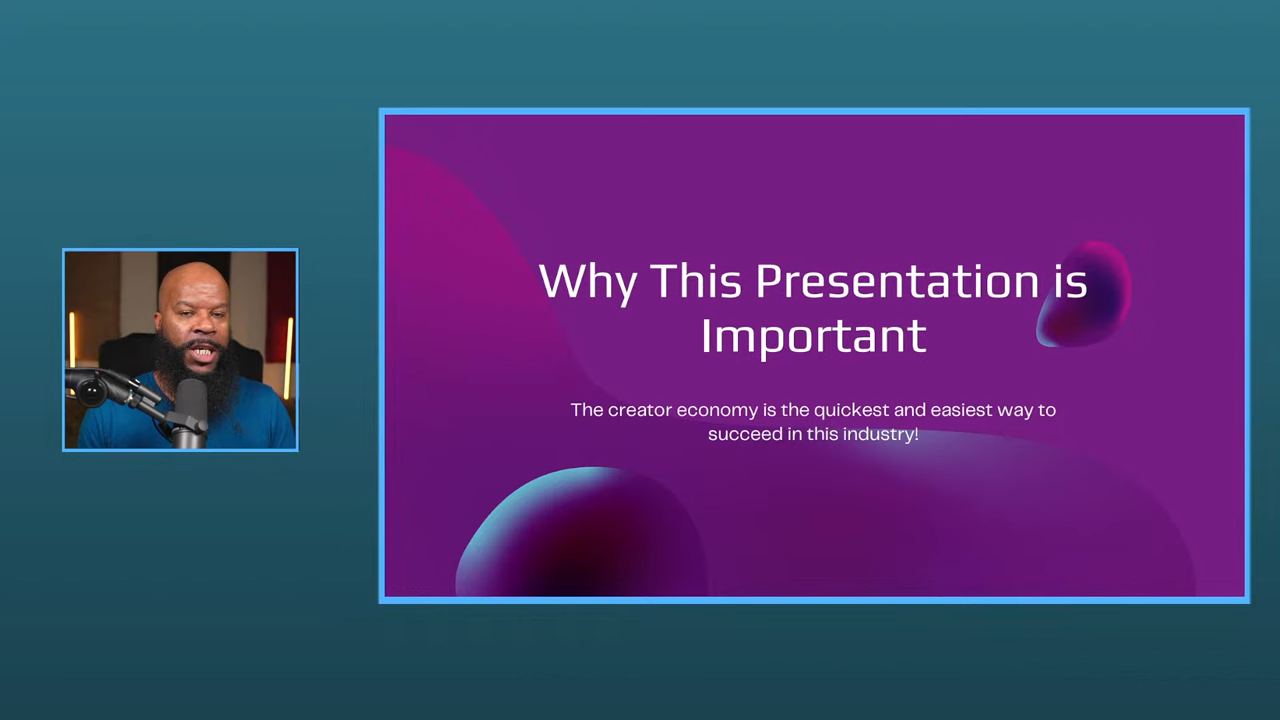 Why This Presentation is
Important
The creator economy is the quickest and easiest way to
succeed in this industry!